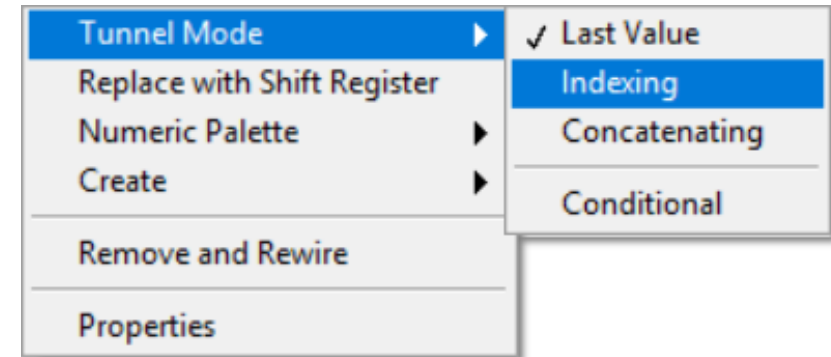 Tunnel Mode
Replace with Shift Register
Numeric Palette
Create
Remove and Rewire
Properties
Last Value
Indexing
Concatenating
Conditional